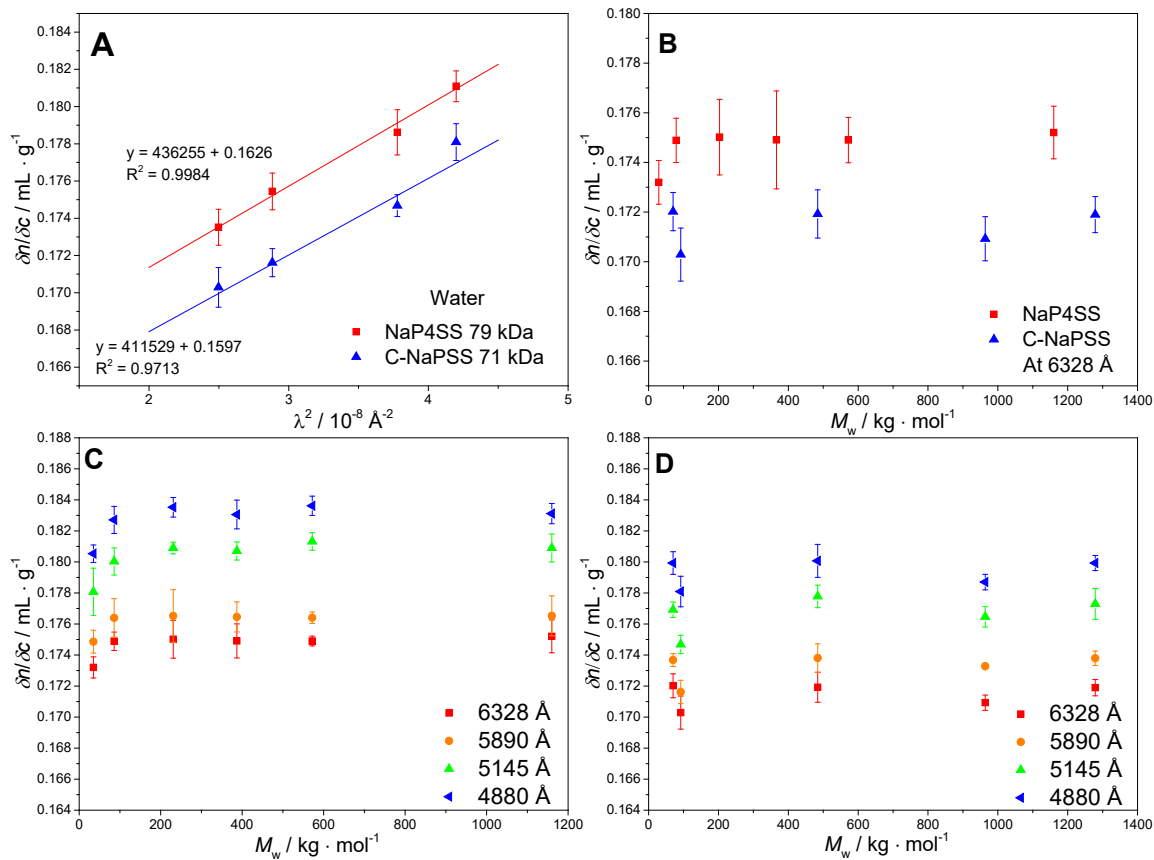 A
0.184
0.182
0.180
0.178
0.176
0.174
0.172
0.170
0.168
0.166
δn/δc / mL · g⁻¹
y = 436255 + 0.1626
R² = 0.9984
y = 411529 + 0.1597
R² = 0.9713
Water
NaP4SS 79 kDa
C-NaPSS 71 kDa
2 3 4 5
λ² / 10⁻⁸ Å⁻²
B
0.180
0.178
0.176
0.174
0.172
0.170
0.168
0.166
δn/δc / mL · g⁻¹
NaP4SS
C-NaPSS
At 6328 Å
0 200 400 600 800 1000 1200 1400
M_w / kg · mol⁻¹
C
0.188
0.186
0.184
0.182
0.180
0.178
0.176
0.174
0.172
0.170
0.168
0.166
0.164
δn/δc / mL · g⁻¹
6328 Å
5890 Å
5145 Å
4880 Å
0 200 400 600 800 1000 1200
M_w / kg · mol⁻¹
D
0.188
0.186
0.184
0.182
0.180
0.178
0.176
0.174
0.172
0.170
0.168
0.166
0.164
δn/δc / mL · g⁻¹
6328 Å
5890 Å
5145 Å
4880 Å
0 200 400 600 800 1000 1200 1400
M_w / kg · mol⁻¹